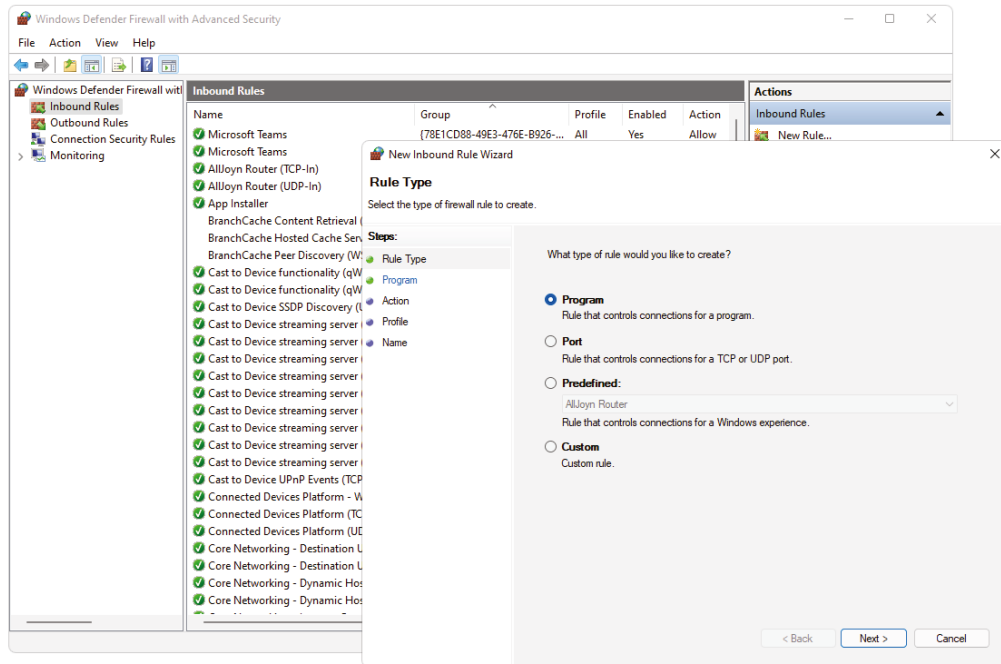 Windows Defender Firewall with Advanced Security
File Action View Help
Windows Defender Firewall with
Inbound Rules
Outbound Rules
Connection Security Rules
Monitoring
Inbound Rules
Name Group Profile Enabled Action
Microsoft Teams {78E1CD88-49E3-476E-B926-... All Yes Allow
Microsoft Teams
AllJoyn Router (TCP-In)
AllJoyn Router (UDP-In)
App Installer
BranchCache Content Retrieval (
BranchCache Hosted Cache Serv
BranchCache Peer Discovery (WS
Cast to Device functionality (qW
Cast to Device functionality (qW
Cast to Device SSDP Discovery (U
Cast to Device streaming server (
Cast to Device streaming server (
Cast to Device streaming server (
Cast to Device streaming server (
Cast to Device streaming server (
Cast to Device streaming server (
Cast to Device streaming server (
Cast to Device streaming server (
Cast to Device streaming server (
Cast to Device UPnP Events (TCP
Connected Devices Platform - W
Connected Devices Platform (TC
Connected Devices Platform (UD
Core Networking - Destination U
Core Networking - Destination U
Core Networking - Dynamic Hos
Core Networking - Dynamic Hos
Actions
Inbound Rules
New Rule...
New Inbound Rule Wizard
Rule Type
Select the type of firewall rule to create.
Steps:
Rule Type
Program
Action
Profile
Name
What type of rule would you like to create?
Program
Rule that controls connections for a program.
Port
Rule that controls connections for a TCP or UDP port.
Predefined:
AllJoyn Router
Rule that controls connections for a Windows experience.
Custom
Custom rule.
< Back Next > Cancel